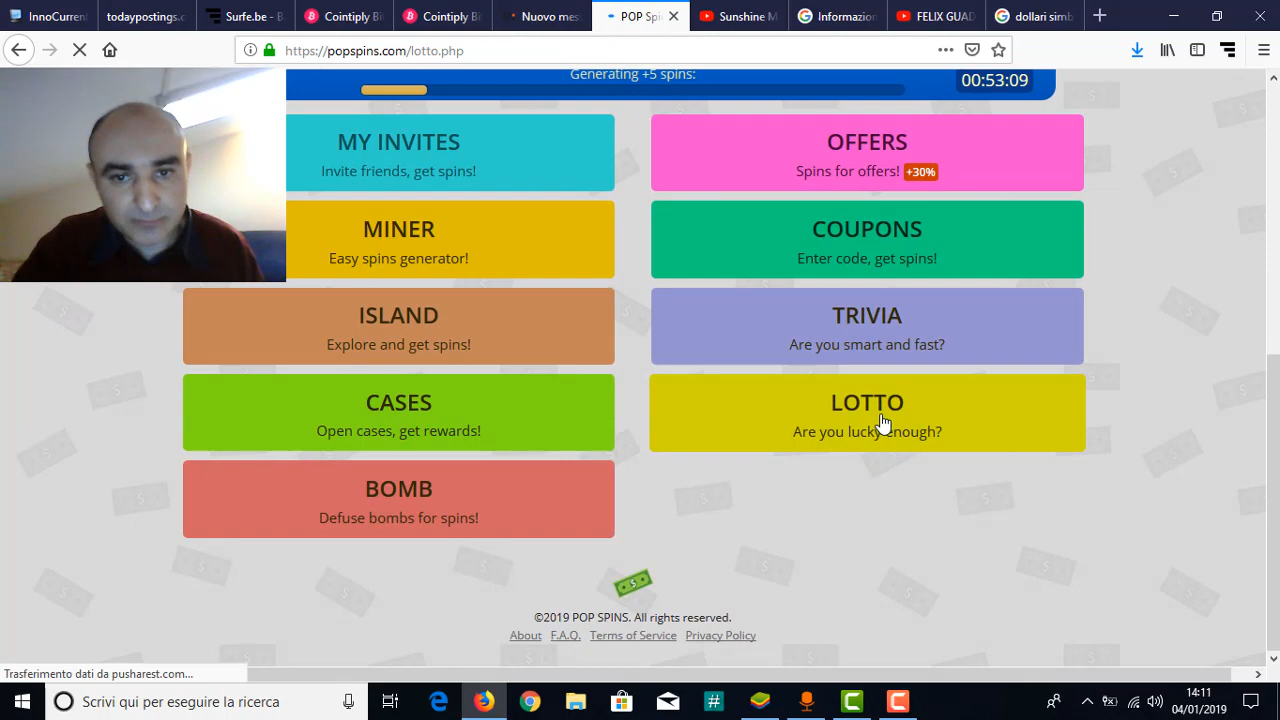 InnoCurren
todaypostings.c
Surfe.be - B
Cointiply Bit
Cointiply Bi
Nuovo mes
POP Spi
Sunshine M
Informazion
FELIX GUAD
dollari simb
https://popspins.com/lotto.php
Generating +5 spins:
00:53:09
MY INVITES
Invite friends, get spins!
OFFERS
Spins for offers! +30%
MINER
Easy spins generator!
COUPONS
Enter code, get spins!
ISLAND
Explore and get spins!
TRIVIA
Are you smart and fast?
CASES
Open cases, get rewards!
LOTTO
Are you lucky enough?
BOMB
Defuse bombs for spins!
©2019 POP SPINS. All rights reserved.
About F.A.Q. Terms of Service Privacy Policy
Trasferimento dati da pusharest.com...
Scrivi qui per eseguire la ricerca
14:11
04/01/2019